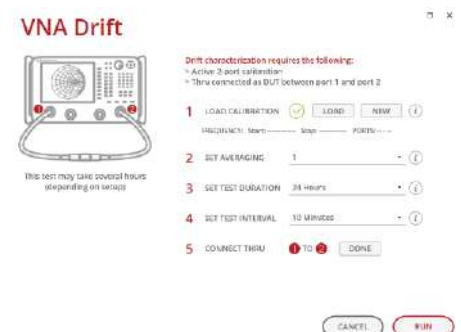 VNA Drift
Drift characterization requires the following:
Active 2-port calibration
Thru connected as DUT between port 1 and port 2
1 LOAD CALIBRATION LOAD NEW i
FREQUENCY: Start: -------- Stop: -------- PORTS: -----
2 SET AVERAGING 1 i
3 SET TEST DURATION 24 Hours i
4 SET TEST INTERVAL 10 Minutes i
5 CONNECT THRU 1 TO 2 DONE
1 2
This test may take several hours
(depending on setup)
CANCEL RUN